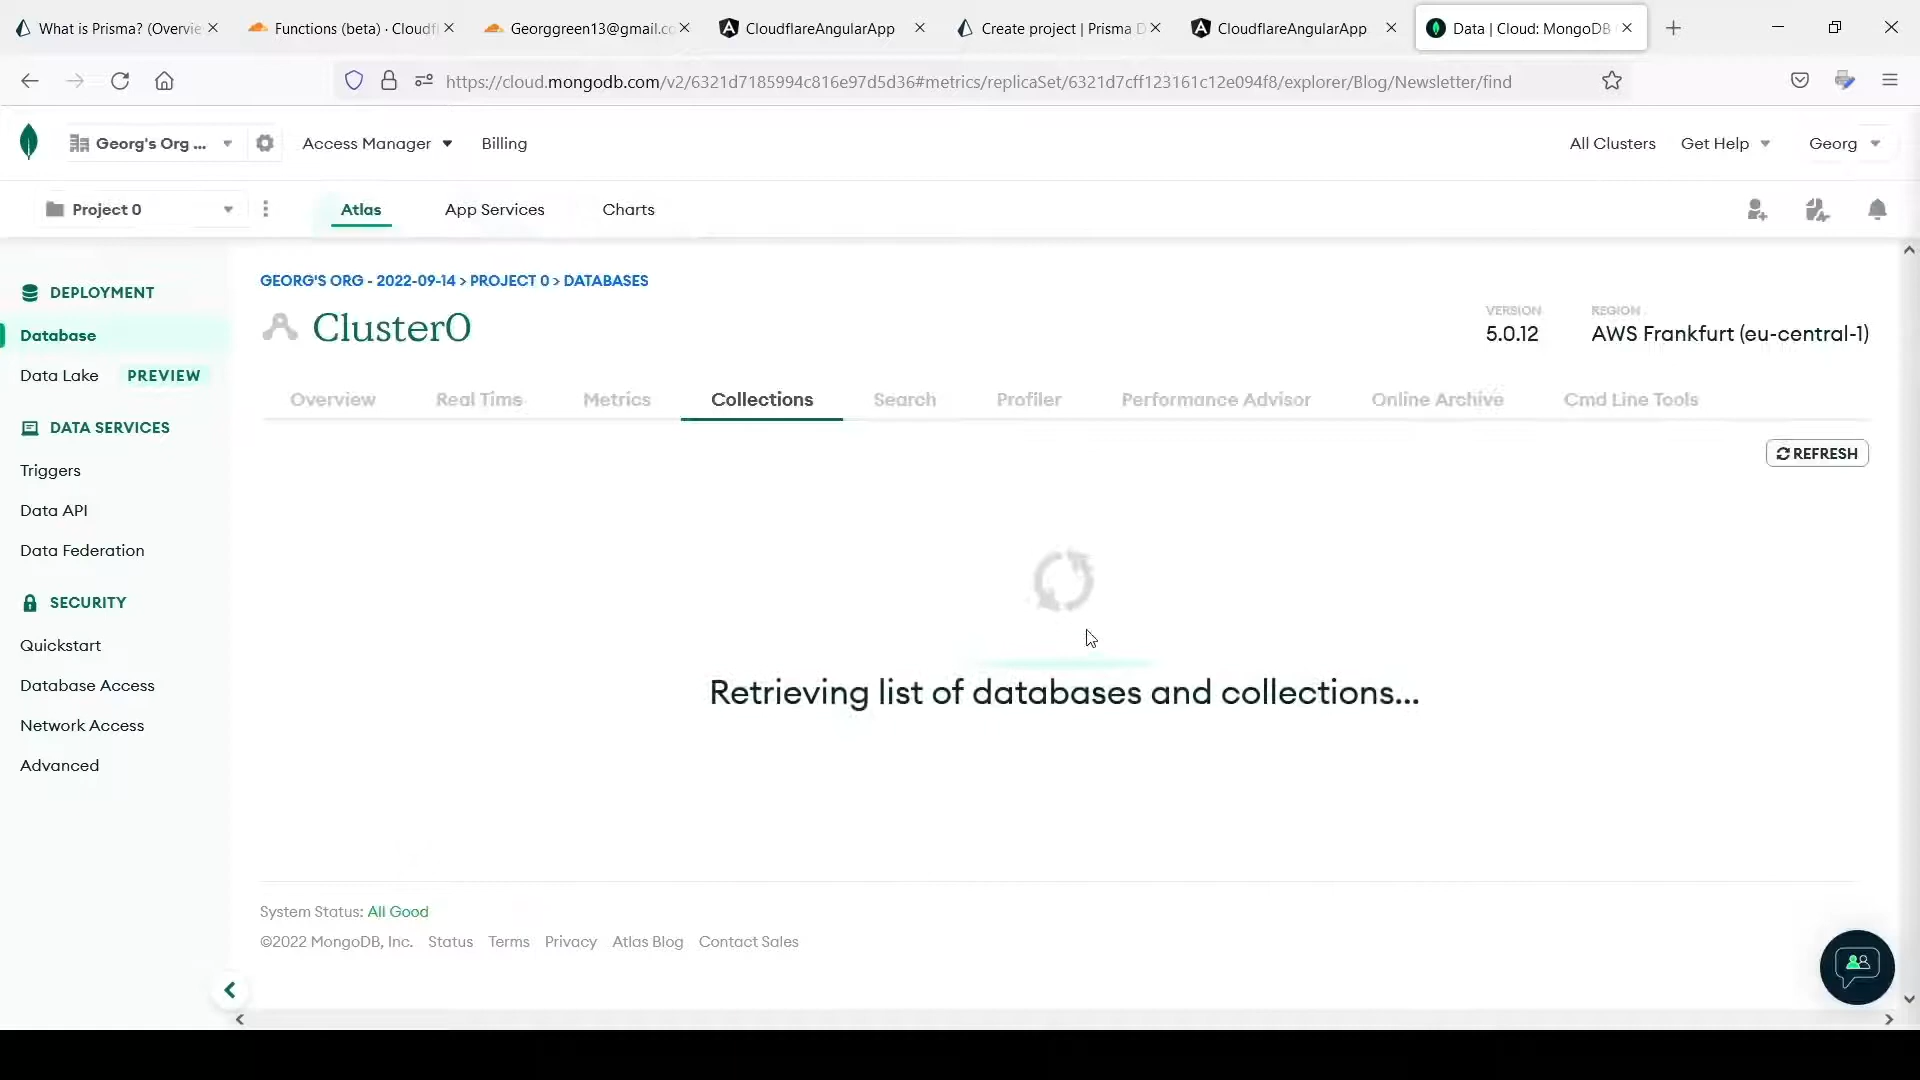 What is Prisma? (Overvie
Functions (beta) · Cloudfl
Georggreen13@gmail.co
CloudflareAngularApp
Create project | Prisma D
CloudflareAngularApp
Data | Cloud: MongoDB
https://cloud.mongodb.com/v2/6321d7185994c816e97d5d36#metrics/replicaSet/6321d7cff123161c12e094f8/explorer/Blog/Newsletter/find
Georg's Org ...
Access Manager
Billing
All Clusters
Get Help
Georg
Project 0
Atlas
App Services
Charts
DEPLOYMENT
Database
Data Lake PREVIEW
DATA SERVICES
Triggers
Data API
Data Federation
SECURITY
Quickstart
Database Access
Network Access
Advanced
GEORG'S ORG - 2022-09-14 > PROJECT 0 > DATABASES
Cluster0
VERSION
5.0.12
REGION
AWS Frankfurt (eu-central-1)
Overview
Real Time
Metrics
Collections
Search
Profiler
Performance Advisor
Online Archive
Cmd Line Tools
REFRESH
Retrieving list of databases and collections...
System Status: All Good
©2022 MongoDB, Inc. Status Terms Privacy Atlas Blog Contact Sales